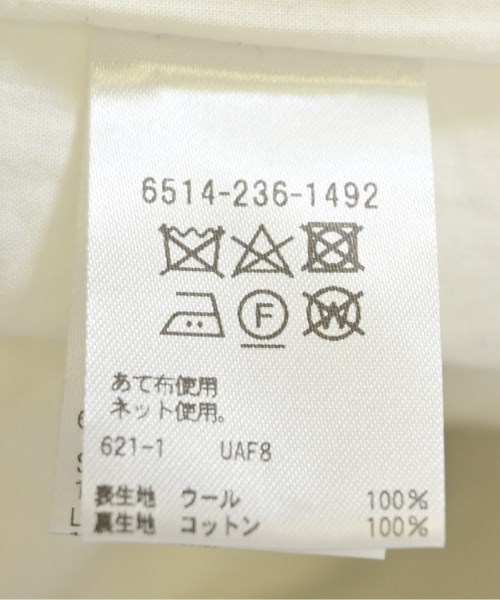 6514-236-1492
F
W
あて布使用
ネット使用。
621-1 UAF8
表生地 ウール 100%
裏生地 コットン 100%